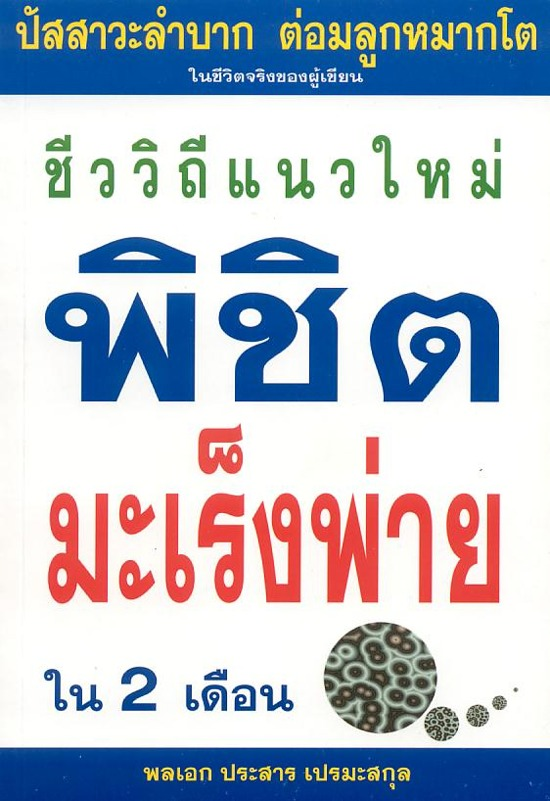 ปัสสาวะลำบาก ต่อมลูกหมากโต
ในชีวิตจริงของผู้เขียน
ชีววิถีแนวใหม่
พิชิต
มะเร็งพ่าย
ใน 2 เดือน
พลเอก ประสาร เปรมะสกุล